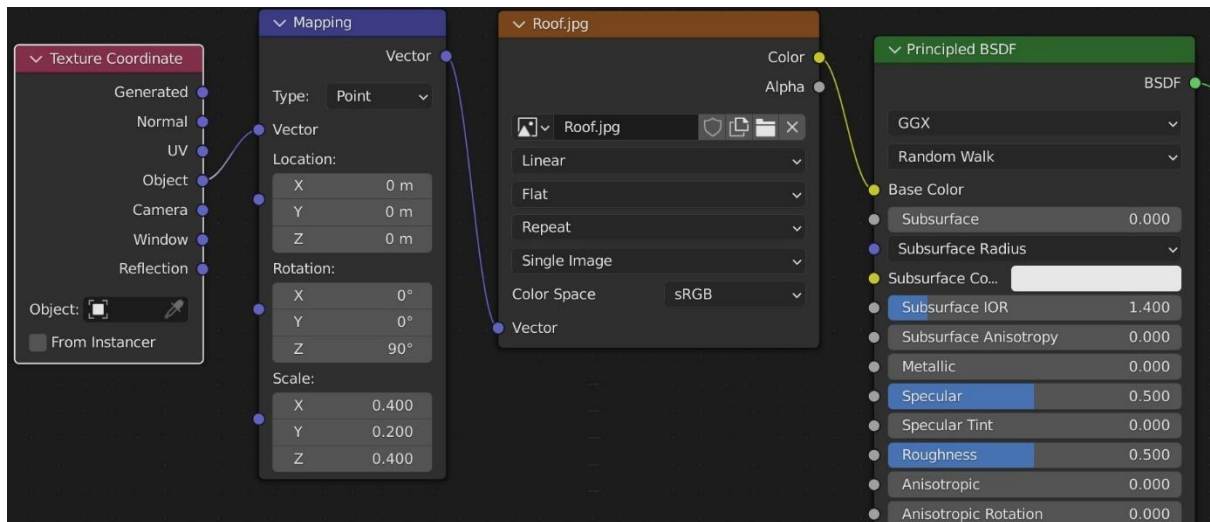 Texture Coordinate
Generated
Normal
UV
Object
Camera
Window
Reflection
Object:
From Instancer
Mapping
Vector
Type: Point
Vector
Location:
X 0 m
Y 0 m
Z 0 m
Rotation:
X 0°
Y 0°
Z 90°
Scale:
X 0.400
Y 0.200
Z 0.400
Roof.jpg
Color
Alpha
Roof.jpg
Linear
Flat
Repeat
Single Image
Color Space sRGB
Vector
Principled BSDF
BSDF
GGX
Random Walk
Base Color
Subsurface 0.000
Subsurface Radius
Subsurface Co...
Subsurface IOR 1.400
Subsurface Anisotropy 0.000
Metallic 0.000
Specular 0.500
Specular Tint 0.000
Roughness 0.500
Anisotropic 0.000
Anisotropic Rotation 0.000